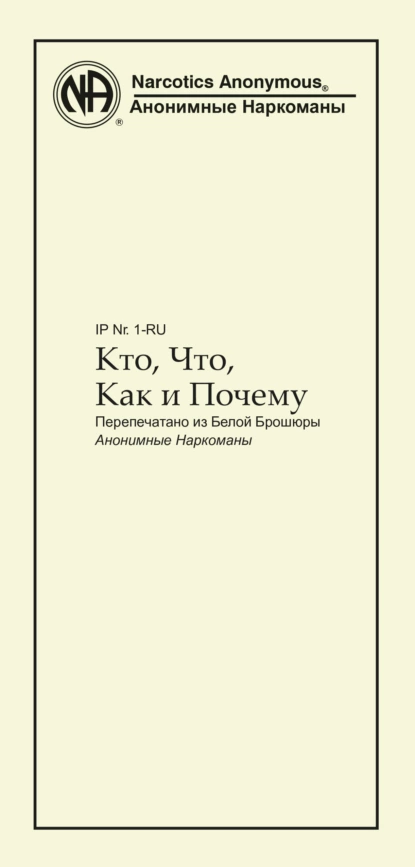 NA
®
Narcotics Anonymous®
Анонимные Наркоманы
IP Nr. 1-RU
Кто, Что,
Как и Почему
Перепечатано из Белой Брошюры
Анонимные Наркоманы